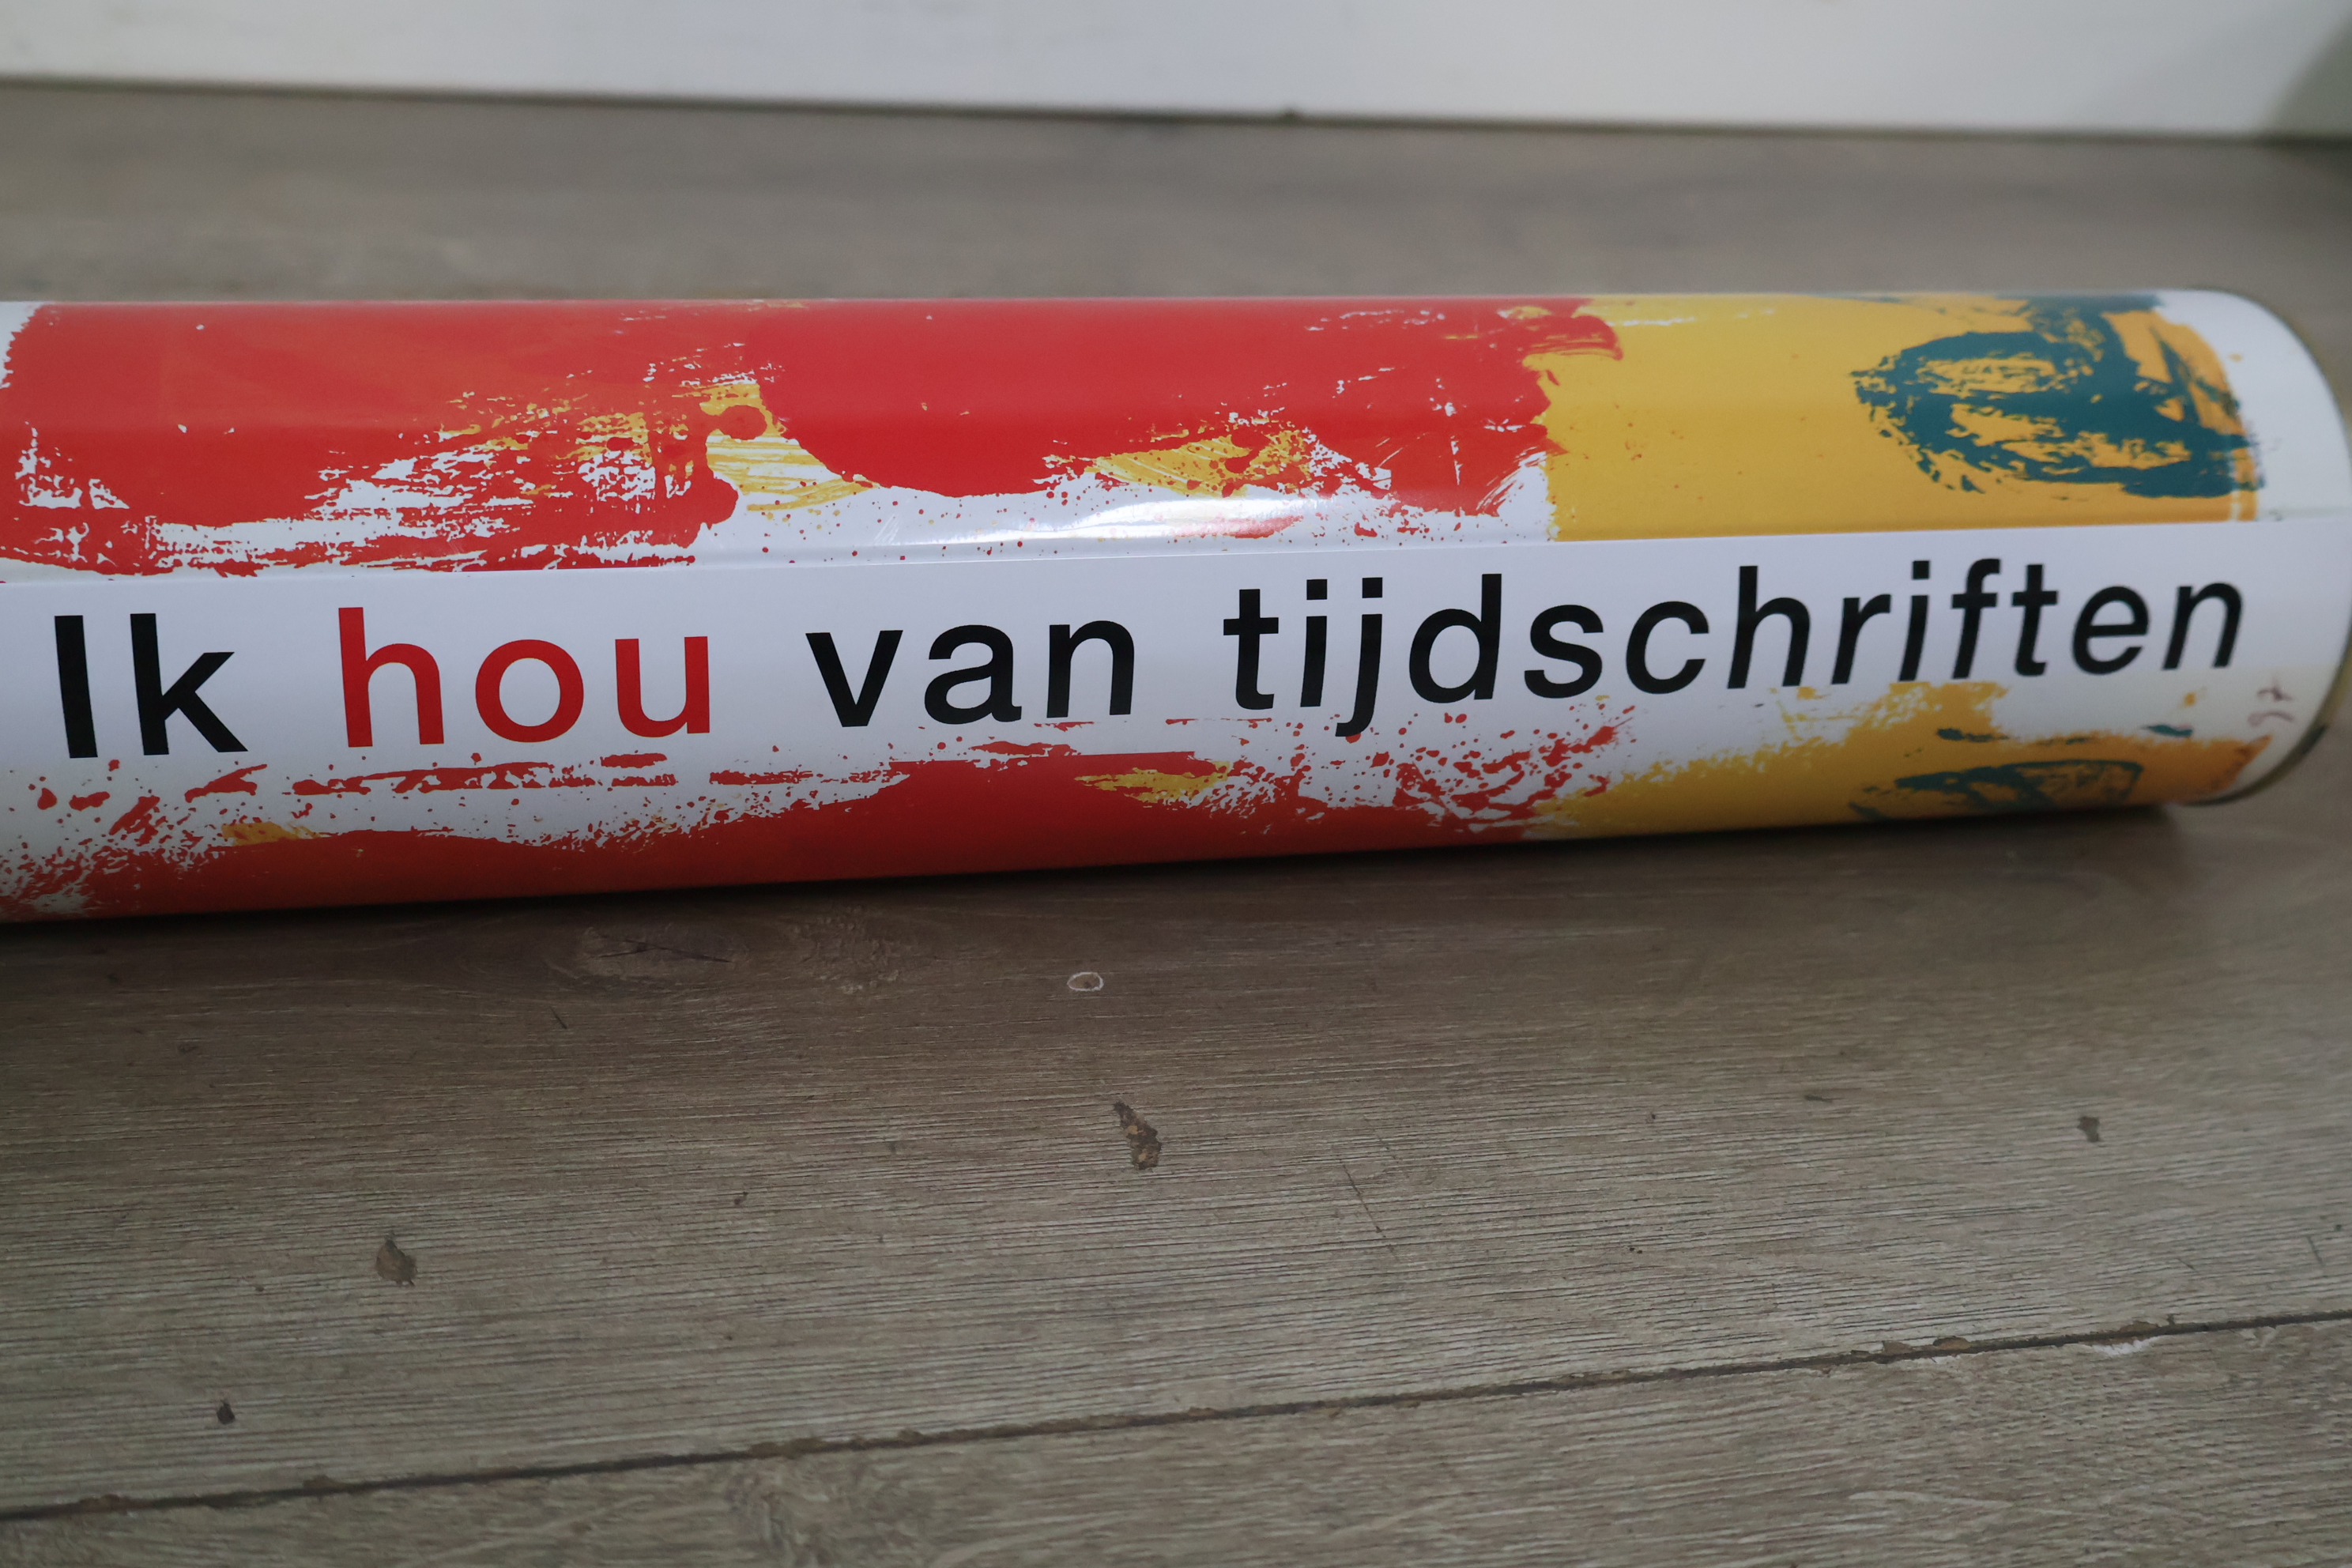 Ik hou van tijdschriften